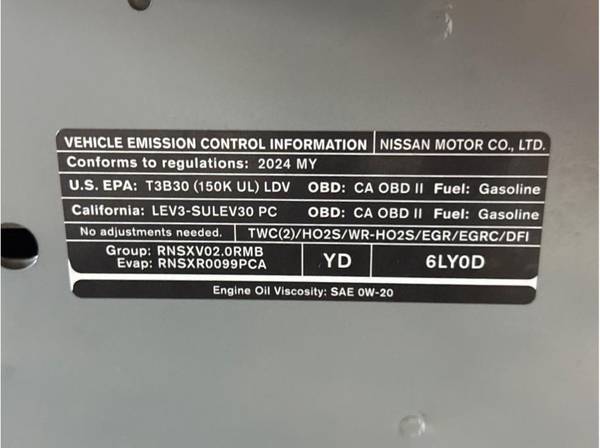 VEHICLE EMISSION CONTROL INFORMATION NISSAN MOTOR CO., LTD.
Conforms to regulations: 2024 MY
U.S. EPA: T3B30 (150K UL) LDV OBD: CA OBD II Fuel: Gasoline
California: LEV3-SULEV30 PC OBD: CA OBD II Fuel: Gasoline
No adjustments needed. TWC(2)/HO2S/WR-HO2S/EGR/EGRC/DFI
Group: RNSXV02.0RMB
Evap: RNSXR0099PCA
YD
6LY0D
Engine Oil Viscosity: SAE 0W-20